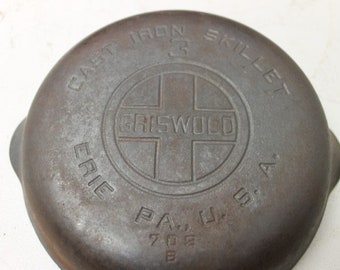 CAST IRON SKILLET
3
GRISWOLD
ERIE PA., U.S.A.
709
B